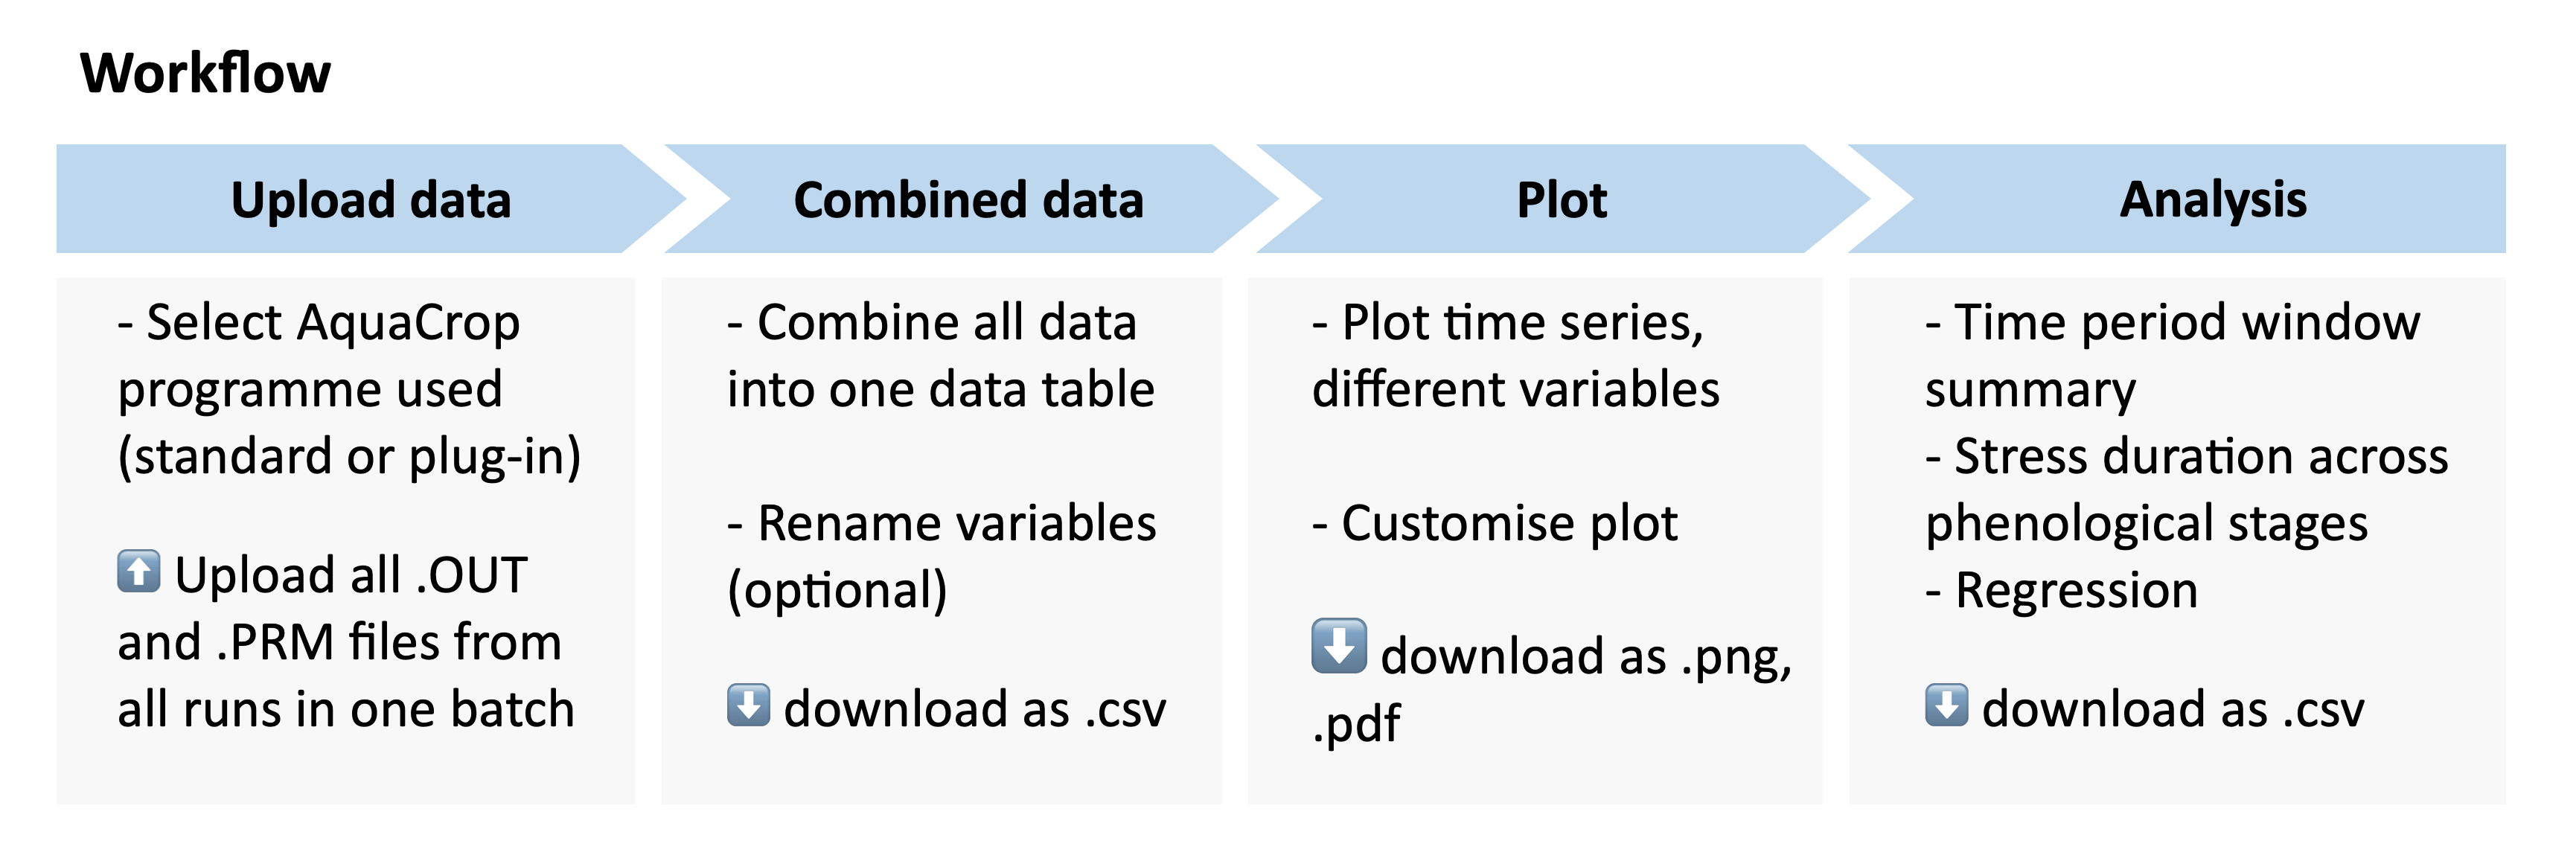 Workflow
Upload data
Combined data
Plot
Analysis
- Select AquaCrop
programme used
(standard or plug-in)
⬆ Upload all .OUT
and .PRM files from
all runs in one batch
- Combine all data
into one data table
- Rename variables
(optional)
⬇ download as .csv
- Plot time series,
different variables
- Customise plot
⬇ download as .png,
.pdf
- Time period window
summary
- Stress duration across
phenological stages
- Regression
⬇ download as .csv